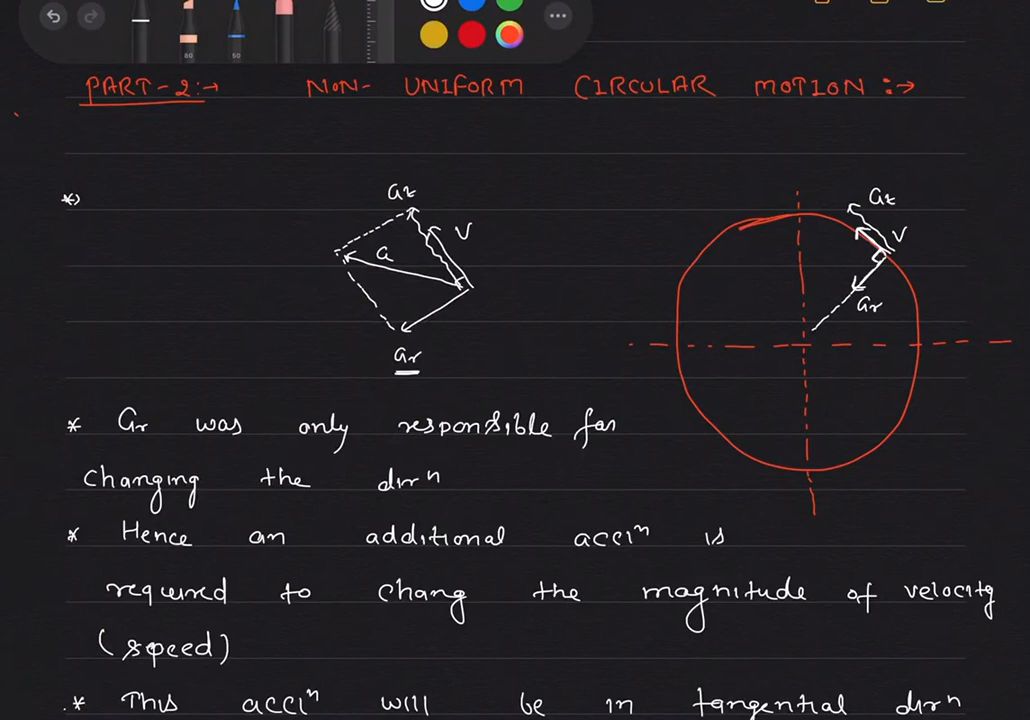 80
50
PART-2:→ NON- UNIFORM CIRCULAR MOTION :→
*)
at
V
a
ar
at
V
ar
* ar was only responsible for
changing the dirⁿ
* Hence an additional acclⁿ is
required to chang the magnitude of velocity
(speed)
* This acclⁿ will be in tangential dirⁿ